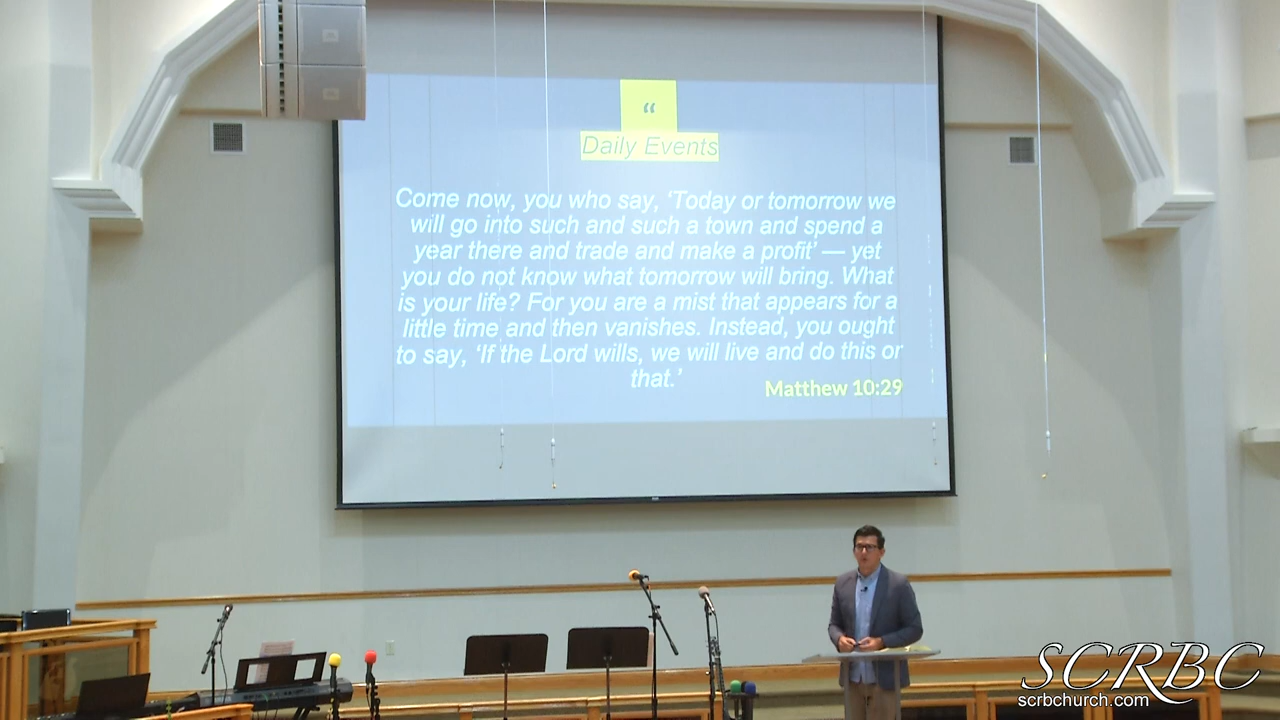 “
Daily Events
Come now, you who say, ‘Today or tomorrow we
will go into such and such a town and spend a
year there and trade and make a profit’ — yet
you do not know what tomorrow will bring. What
is your life? For you are a mist that appears for a
little time and then vanishes. Instead, you ought
to say, ‘If the Lord wills, we will live and do this or
that.’
Matthew 10:29
SCRBC
scrbchurch.com